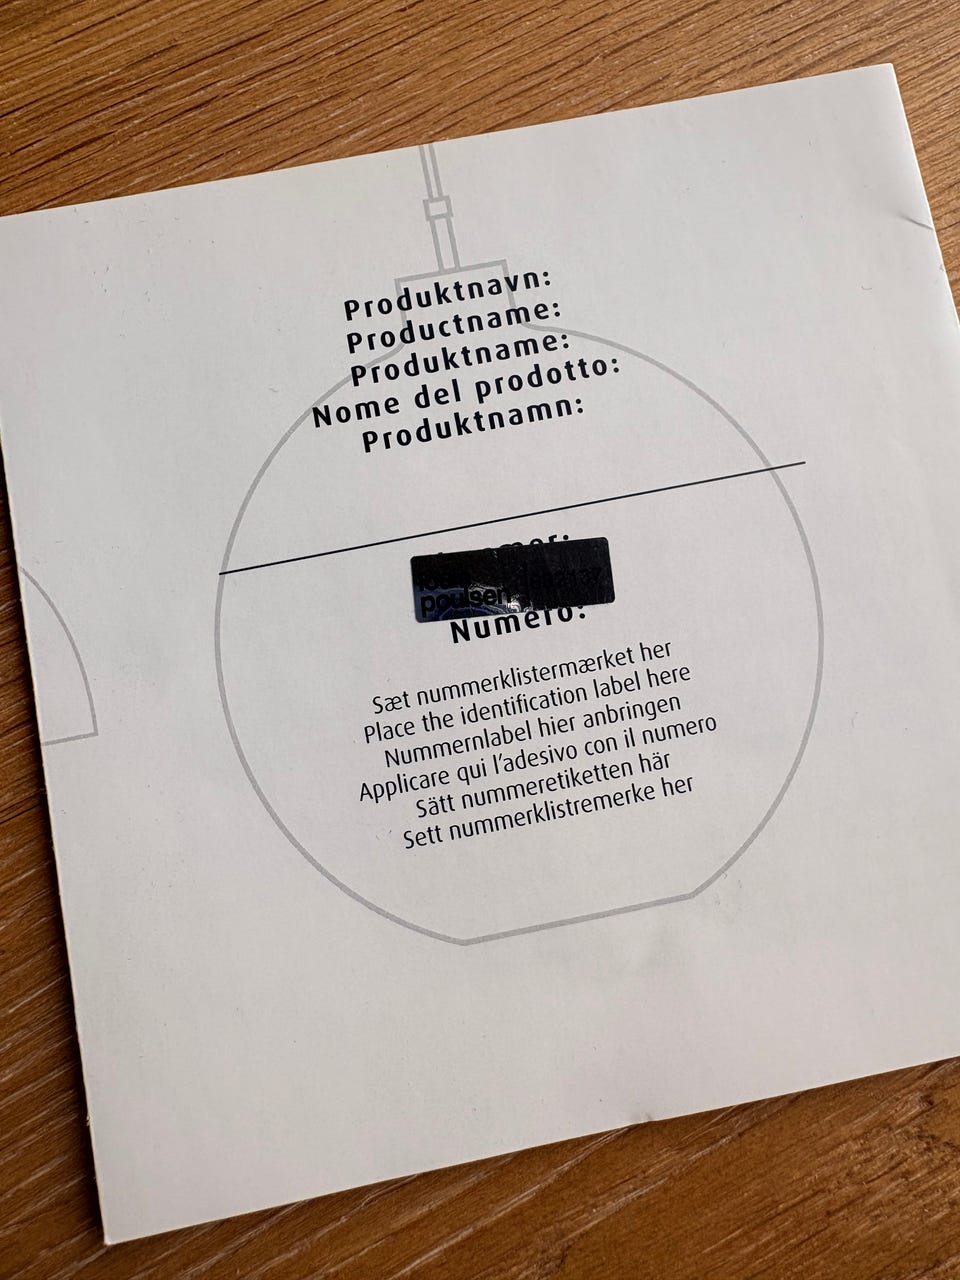 Produktnavn:
Productname:
Produktname:
Nome del prodotto:
Produktnamn:
poulsen
Numero:
Sæt nummerklistermærket her
Place the identification label here
Nummernlabel hier anbringen
Applicare qui l'adesivo con il numero
Sätt nummeretiketten här
Sett nummerklistremerke her